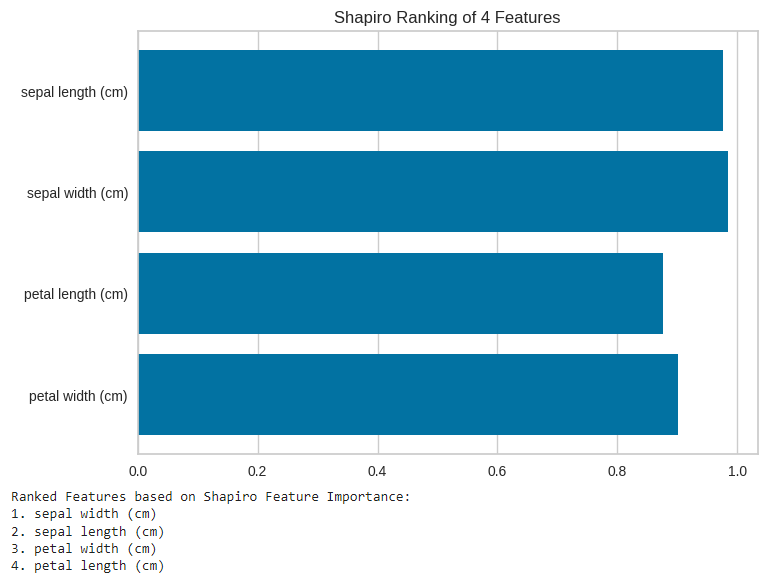 Shapiro Ranking of 4 Features
sepal length (cm)
sepal width (cm)
petal length (cm)
petal width (cm)
0.0 0.2 0.4 0.6 0.8 1.0
Ranked Features based on Shapiro Feature Importance:
1. sepal width (cm)
2. sepal length (cm)
3. petal width (cm)
4. petal length (cm)